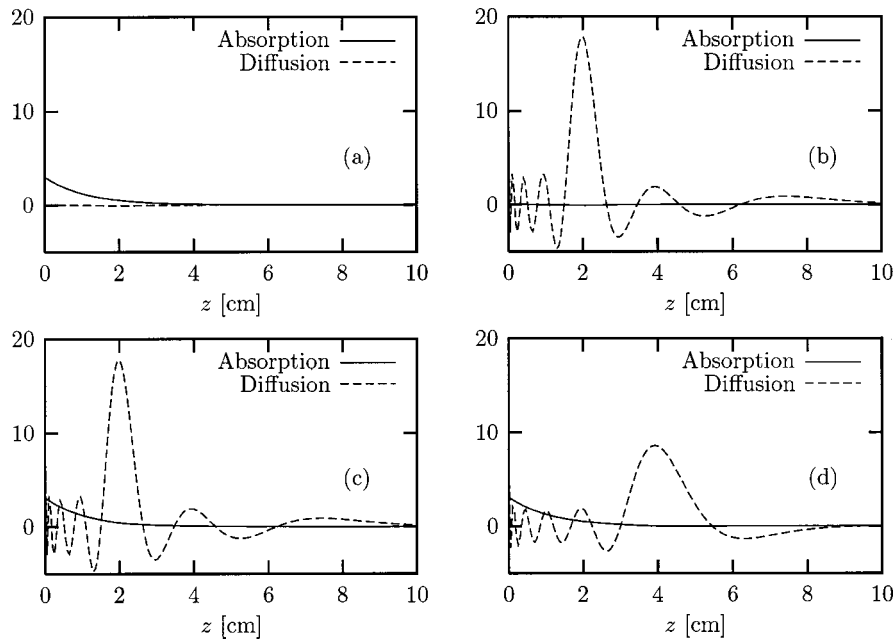 20
10
0
0 2 4 6 8 10
z [cm]
Absorption
Diffusion
(a)
20
10
0
0 2 4 6 8 10
z [cm]
Absorption
Diffusion
(b)
20
10
0
0 2 4 6 8 10
z [cm]
Absorption
Diffusion
(c)
20
10
0
0 2 4 6 8 10
z [cm]
Absorption
Diffusion
(d)